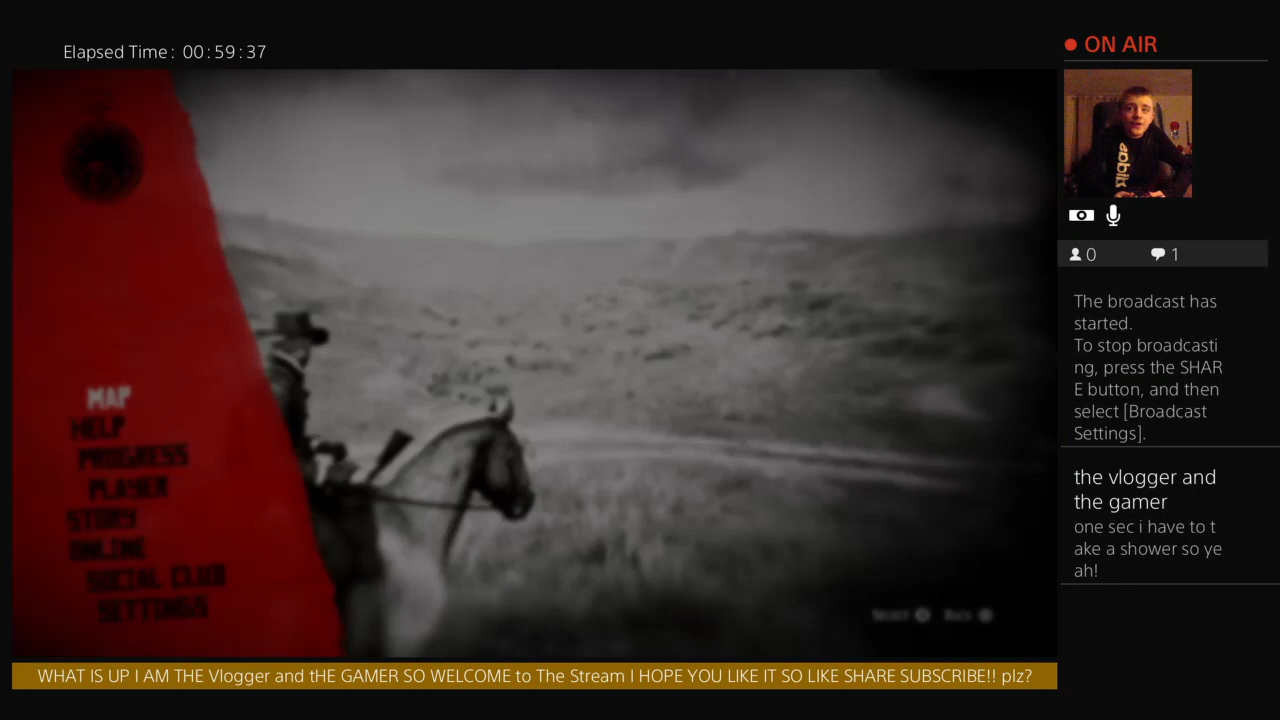 Elapsed Time: 00:59:37
ON AIR
0
1
The broadcast has
started.
To stop broadcasti
ng, press the SHAR
E button, and then
select [Broadcast
Settings].
the vlogger and
the gamer
one sec i have to t
ake a shower so ye
ah!
MAP
HELP
PROGRESS
PLAYER
STORY
ONLINE
SOCIAL CLUB
SETTINGS
Select
Back
WHAT IS UP I AM THE Vlogger and tHE GAMER SO WELCOME to The Stream I HOPE YOU LIKE IT SO LIKE SHARE SUBSCRIBE!! plz?